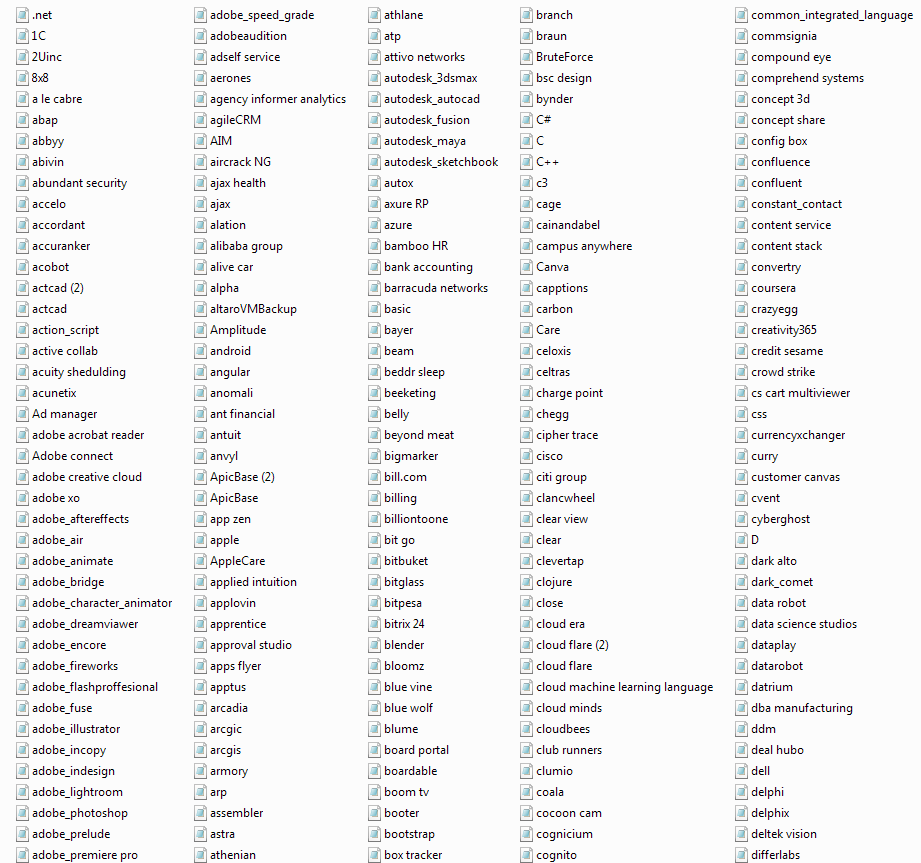 .net
1C
2Uinc
8x8
a le cabre
abap
abbyy
abivin
abundant security
accelo
accordant
accuranker
acobot
actcad (2)
actcad
action_script
active collab
acuity shedulding
acunetix
Ad manager
adobe acrobat reader
Adobe connect
adobe creative cloud
adobe xo
adobe_aftereffects
adobe_air
adobe_animate
adobe_bridge
adobe_character_animator
adobe_dreamviawer
adobe_encore
adobe_fireworks
adobe_flashproffesional
adobe_fuse
adobe_illustrator
adobe_incopy
adobe_indesign
adobe_lightroom
adobe_photoshop
adobe_prelude
adobe_premiere pro
adobe_speed_grade
adobeaudition
adself service
aerones
agency informer analytics
agileCRM
AIM
aircrack NG
ajax health
ajax
alation
alibaba group
alive car
alpha
altaroVMBackup
Amplitude
android
angular
anomali
ant financial
antuit
anvyl
ApicBase (2)
ApicBase
app zen
apple
AppleCare
applied intuition
applovin
apprentice
approval studio
apps flyer
apptus
arcadia
arcgic
arcgis
armory
arp
assembler
astra
athenian
athlane
atp
attivo networks
autodesk_3dsmax
autodesk_autocad
autodesk_fusion
autodesk_maya
autodesk_sketchbook
autox
axure RP
azure
bamboo HR
bank accounting
barracuda networks
basic
bayer
beam
beddr sleep
beeketing
belly
beyond meat
bigmarker
bill.com
billing
billiontoone
bit go
bitbuket
bitglass
bitpesa
bitrix 24
blender
bloomz
blue vine
blue wolf
blume
board portal
boardable
boom tv
booter
bootstrap
box tracker
branch
braun
BruteForce
bsc design
bynder
C#
C
C++
c3
cage
cainandabel
campus anywhere
Canva
capptions
carbon
Care
celoxis
celtras
charge point
chegg
cipher trace
cisco
citi group
clancwheel
clear view
clear
clevertap
clojure
close
cloud era
cloud flare (2)
cloud flare
cloud machine learning language
cloud minds
cloudbees
club runners
clumio
coala
cocoon cam
cognicium
cognito
common_integrated_language
commsignia
compound eye
comprehend systems
concept 3d
concept share
config box
confluence
confluent
constant_contact
content service
content stack
convertry
coursera
crazyegg
creativity365
credit sesame
crowd strike
cs cart multiviewer
css
currencyxchanger
curry
customer canvas
cvent
cyberghost
D
dark alto
dark_comet
data robot
data science studios
dataplay
datarobot
datrium
dba manufacturing
ddm
deal hubo
dell
delphi
delphix
deltek vision
differlabs